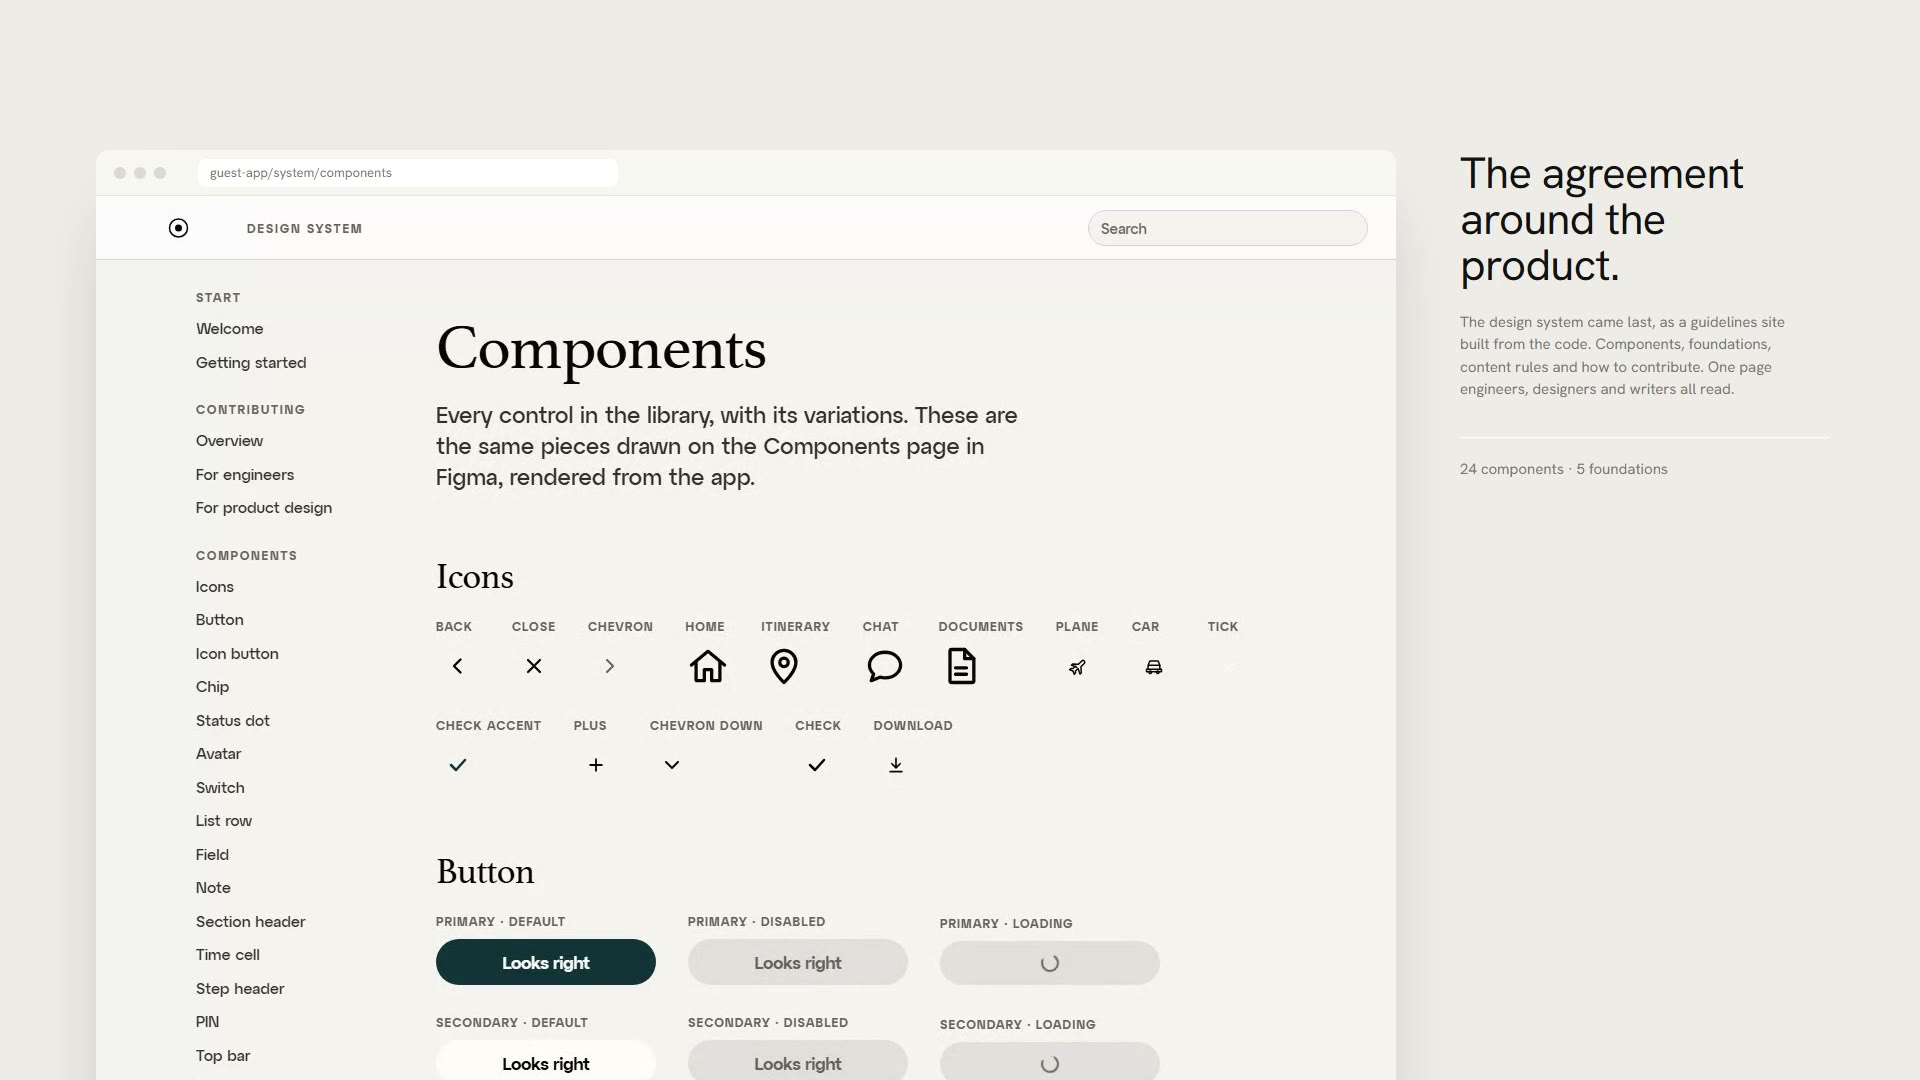 guest-app/system/components
DESIGN SYSTEM
Search
START
Welcome
Getting started
CONTRIBUTING
Overview
For engineers
For product design
COMPONENTS
Icons
Button
Icon button
Chip
Status dot
Avatar
Switch
List row
Field
Note
Section header
Time cell
Step header
PIN
Top bar
Components
Every control in the library, with its variations. These are
the same pieces drawn on the Components page in
Figma, rendered from the app.
Icons
BACK CLOSE CHEVRON HOME ITINERARY CHAT DOCUMENTS PLANE CAR TICK
CHECK ACCENT PLUS CHEVRON DOWN CHECK DOWNLOAD
Button
PRIMARY · DEFAULT PRIMARY · DISABLED PRIMARY · LOADING
Looks right Looks right
SECONDARY · DEFAULT SECONDARY · DISABLED SECONDARY · LOADING
Looks right Looks right
The agreement
around the
product.
The design system came last, as a guidelines site
built from the code. Components, foundations,
content rules and how to contribute. One page
engineers, designers and writers all read.
24 components · 5 foundations